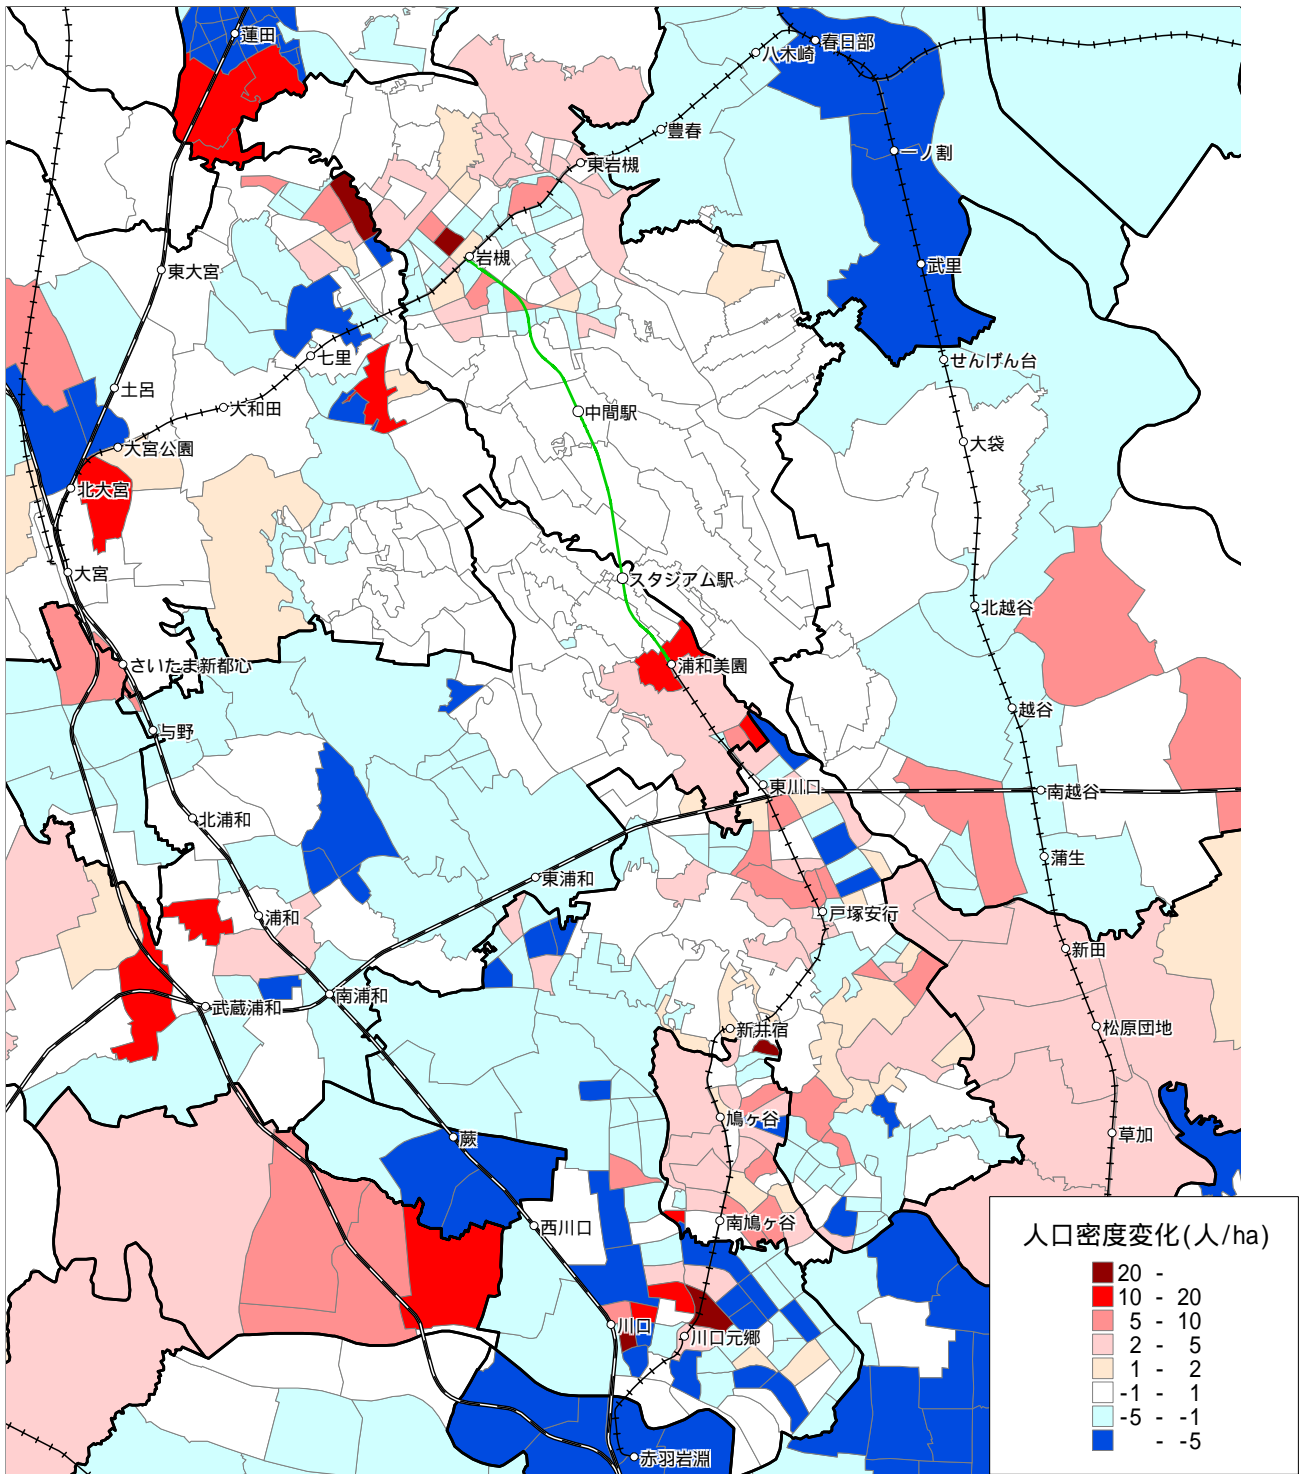 蓮田
春日部
八木崎
豊春
一ノ割
東岩槻
岩槻
武里
東大宮
七里
せんげん台
土呂
大和田
中間駅
大宮公園
大袋
北大宮
大宮
スタジアム駅
北越谷
さいたま新都心
浦和美園
越谷
与野
東川口
南越谷
北浦和
蒲生
東浦和
浦和
戸塚安行
新田
南浦和
武蔵浦和
新井宿
松原団地
鳩ヶ谷
草加
蕨
西川口
南鳩ヶ谷
川口
川口元郷
赤羽岩淵
人口密度変化(人/ha)
20 -
10 - 20
5 - 10
2 - 5
1 - 2
-1 - 1
-5 - -1
- -5